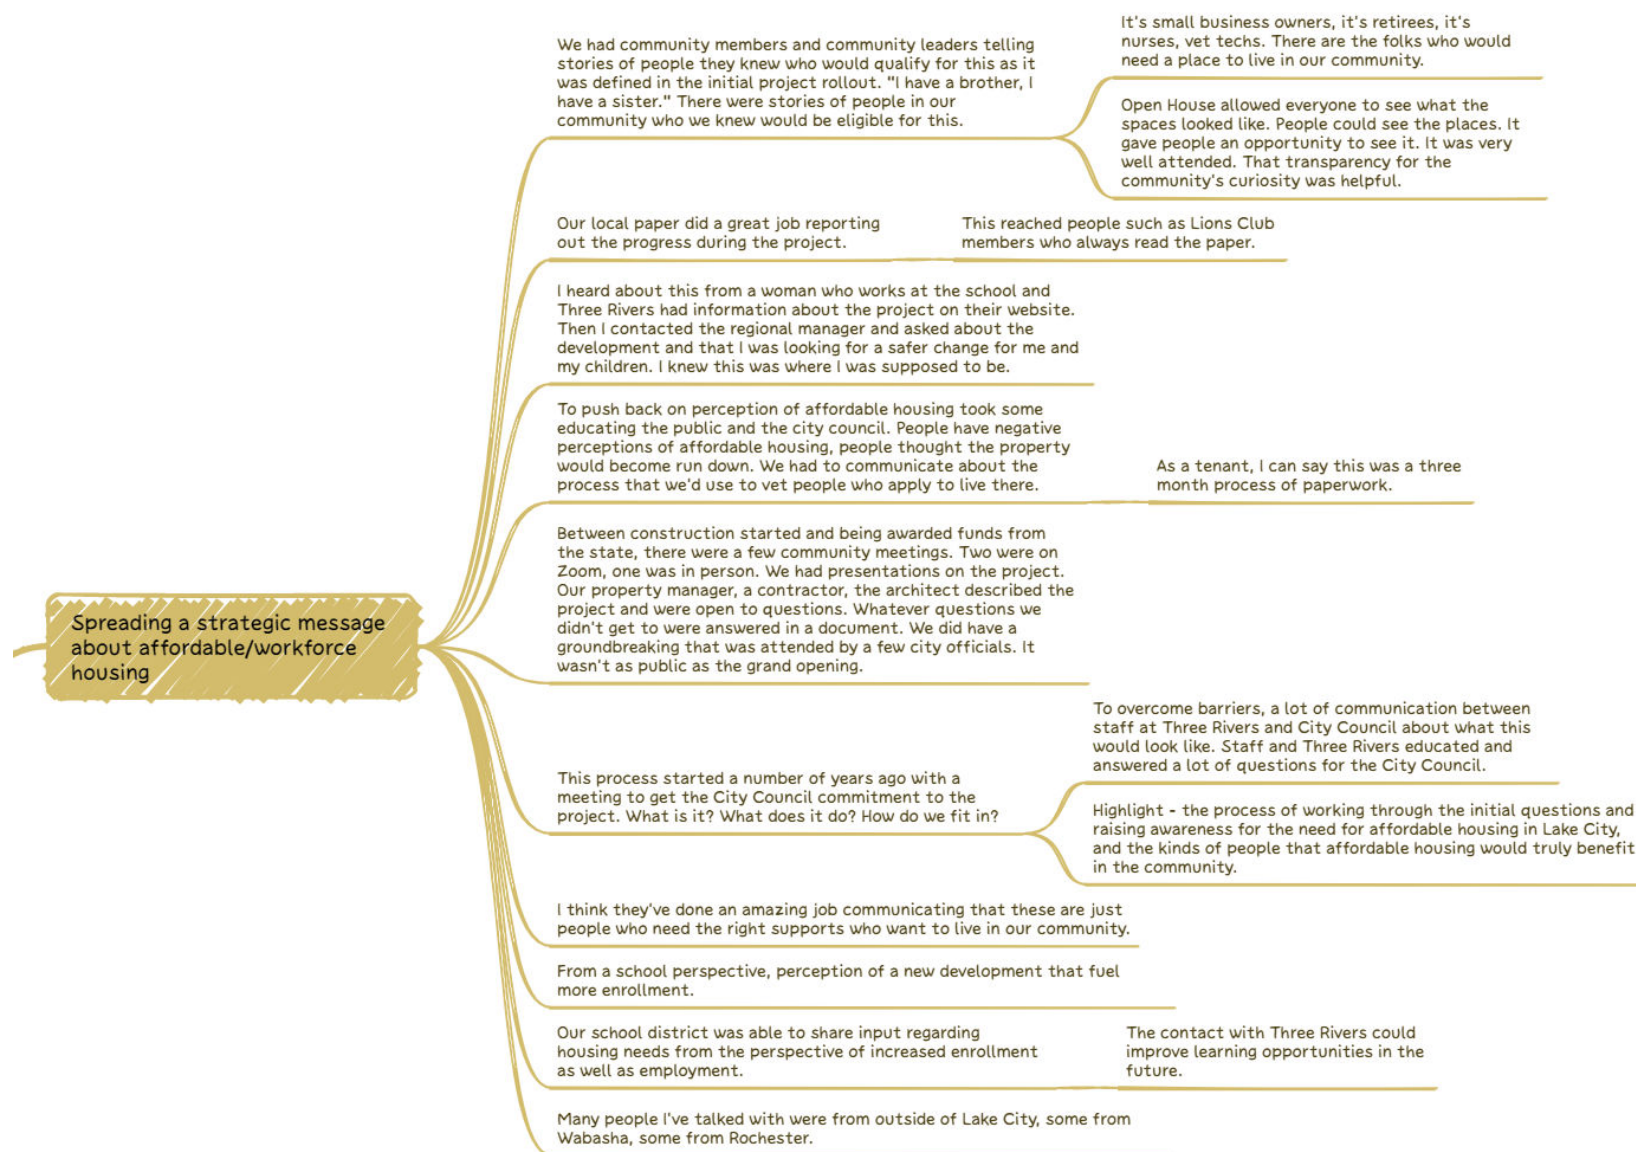 Spreading a strategic message
about affordable/workforce
housing
We had community members and community leaders telling
stories of people they knew who would qualify for this as it
was defined in the initial project rollout. "I have a brother, I
have a sister." There were stories of people in our
community who we knew would be eligible for this.
It's small business owners, it's retirees, it's
nurses, vet techs. There are the folks who would
need a place to live in our community.
Open House allowed everyone to see what the
spaces looked like. People could see the places. It
gave people an opportunity to see it. It was very
well attended. That transparency for the
community's curiosity was helpful.
Our local paper did a great job reporting
out the progress during the project.
This reached people such as Lions Club
members who always read the paper.
I heard about this from a woman who works at the school and
Three Rivers had information about the project on their website.
Then I contacted the regional manager and asked about the
development and that I was looking for a safer change for me and
my children. I knew this was where I was supposed to be.
To push back on perception of affordable housing took some
educating the public and the city council. People have negative
perceptions of affordable housing, people thought the property
would become run down. We had to communicate about the
process that we'd use to vet people who apply to live there.
As a tenant, I can say this was a three
month process of paperwork.
Between construction started and being awarded funds from
the state, there were a few community meetings. Two were on
Zoom, one was in person. We had presentations on the project.
Our property manager, a contractor, the architect described the
project and were open to questions. Whatever questions we
didn't get to were answered in a document. We did have a
groundbreaking that was attended by a few city officials. It
wasn't as public as the grand opening.
This process started a number of years ago with a
meeting to get the City Council commitment to the
project. What is it? What does it do? How do we fit in?
To overcome barriers, a lot of communication between
staff at Three Rivers and City Council about what this
would look like. Staff and Three Rivers educated and
answered a lot of questions for the City Council.
Highlight - the process of working through the initial questions and
raising awareness for the need for affordable housing in Lake City,
and the kinds of people that affordable housing would truly benefit
in the community.
I think they've done an amazing job communicating that these are just
people who need the right supports who want to live in our community.
From a school perspective, perception of a new development that fuel
more enrollment.
Our school district was able to share input regarding
housing needs from the perspective of increased enrollment
as well as employment.
The contact with Three Rivers could
improve learning opportunities in the
future.
Many people I've talked with were from outside of Lake City, some from
Wabasha, some from Rochester.